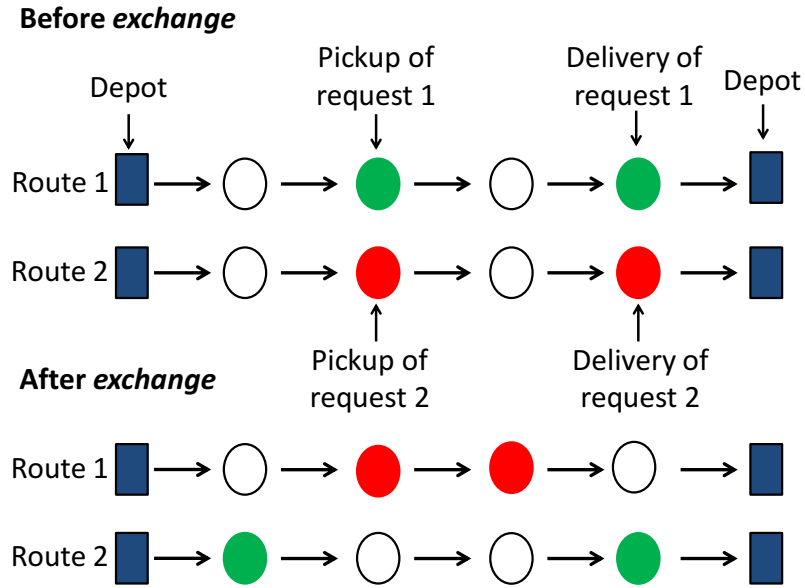 Before exchange
Depot
Pickup of
request 1
Delivery of
request 1
Depot
Route 1
Route 2
Pickup of
request 2
Delivery of
request 2
After exchange
Route 1
Route 2